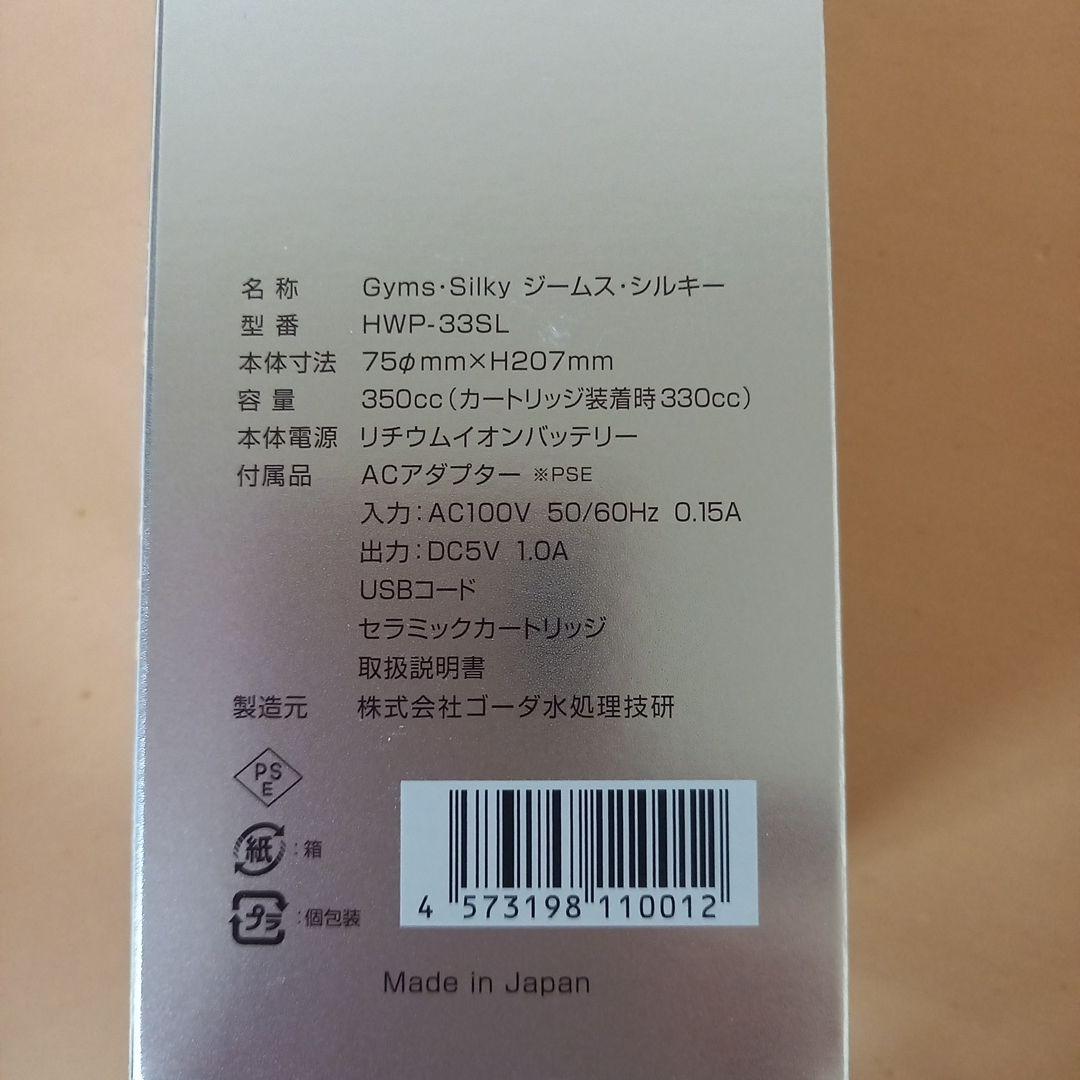 名称 Gyms・Silky ジームス・シルキー
型番 HWP-33SL
本体寸法 75φmm×H207mm
容量 350cc(カートリッジ装着時330cc)
本体電源 リチウムイオンバッテリー
付属品 ACアダプター ※PSE
入力:AC100V 50/60Hz 0.15A
出力:DC5V 1.0A
USBコード
セラミックカートリッジ
取扱説明書
製造元 株式会社ゴーダ水処理技研
PS
E
紙:箱
プラ:個包装
4 573198 110012
Made in Japan